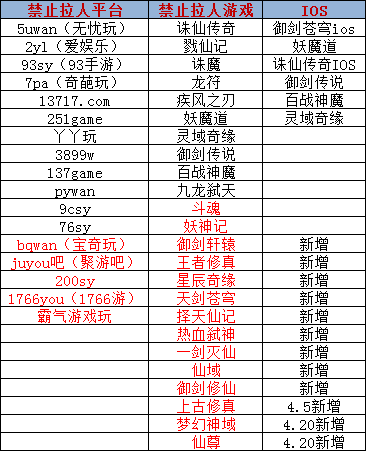 禁止拉人平台 禁止拉人游戏 IOS
5uwan（无忧玩） 诛仙传奇 御剑苍穹ios
2yl（爱娱乐） 戮仙记 妖魔道
93sy（93手游） 诛魔 诛仙传奇IOS
7pa（奇葩玩） 龙符 御剑传说
13717.com 疾风之刃 百战神魔
251game 妖魔道 灵域奇缘
丫丫玩 灵域奇缘
3899w 御剑传说
137game 百战神魔
pywan 九龙弑天
9csy 斗魂
76sy 妖神记
bqwan（宝奇玩） 御剑轩辕 新增
juyou吧（聚游吧） 王者修真 新增
200sy 星辰奇缘 新增
1766you（1766游） 天剑苍穹 新增
霸气游戏玩 择天仙记 新增
热血弑神 新增
一剑灭仙 新增
仙域 新增
御剑修仙 新增
上古修真 4.5新增
梦幻神域 4.20新增
仙尊 4.20新增